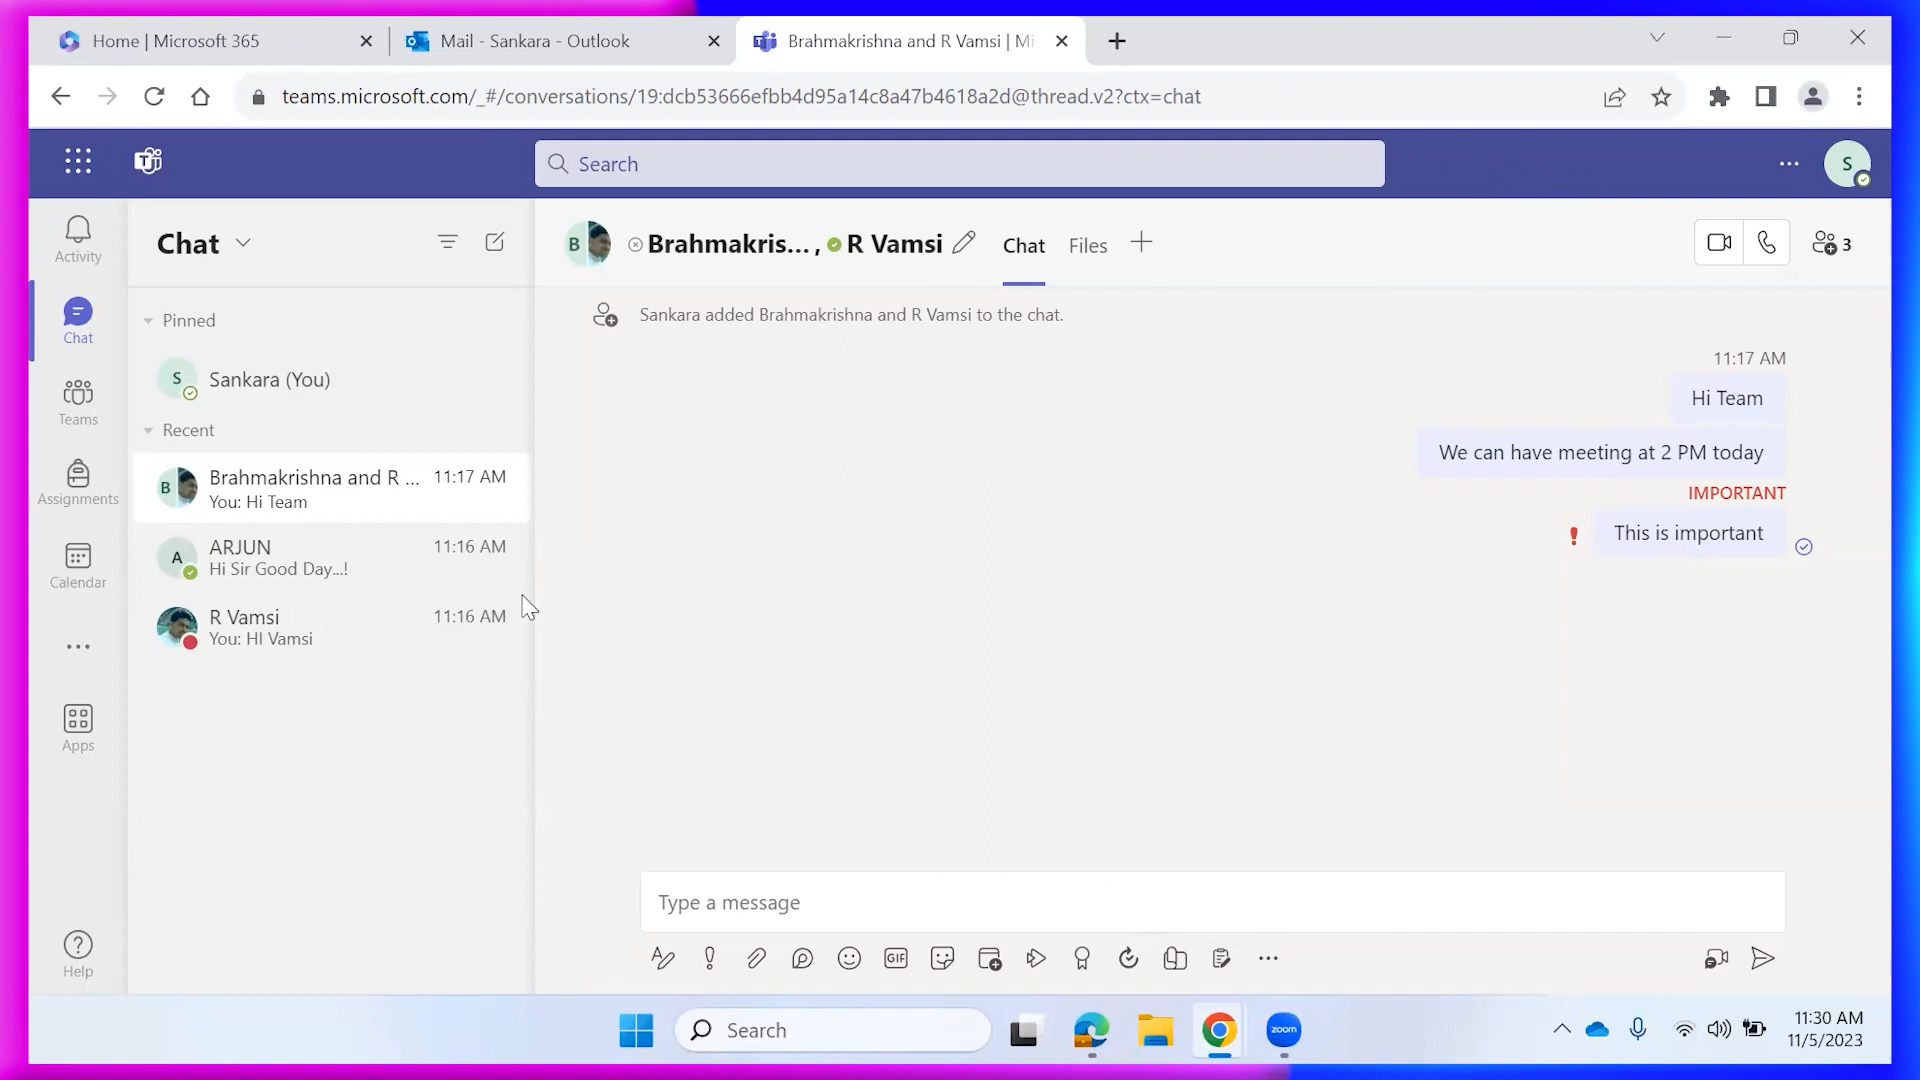 Home | Microsoft 365
Mail - Sankara - Outlook
Brahmakrishna and R Vamsi | Mi
teams.microsoft.com/_#/conversations/19:dcb53666efbb4d95a14c8a47b4618a2d@thread.v2?ctx=chat
Search
S
Activity
Chat
Teams
Assignments
Calendar
Apps
Help
Chat
Pinned
S
Sankara (You)
Recent
B
Brahmakrishna and R ... 11:17 AM
You: Hi Team
A
ARJUN 11:16 AM
Hi Sir Good Day...!
R Vamsi 11:16 AM
You: HI Vamsi
B
Brahmakris... , R Vamsi
Chat
Files
3
Sankara added Brahmakrishna and R Vamsi to the chat.
11:17 AM
Hi Team
We can have meeting at 2 PM today
IMPORTANT
This is important
Type a message
GIF
Search
zoom
11:30 AM
11/5/2023